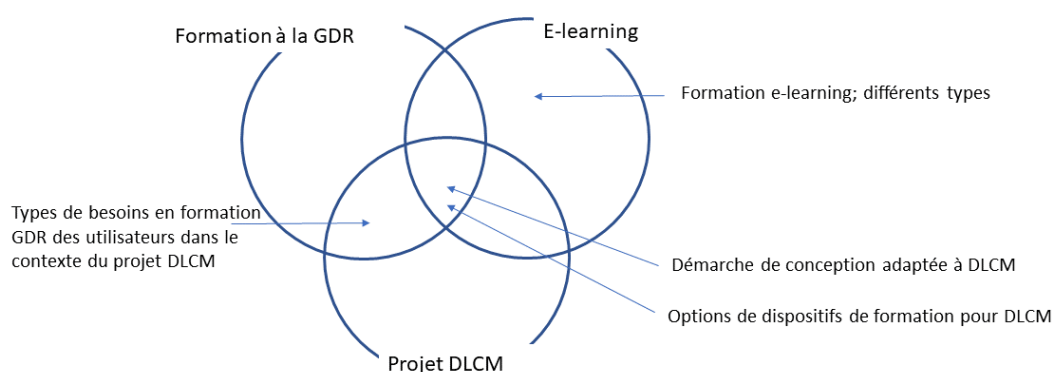 Formation à la GDR
E-learning
Formation e-learning; différents types
Types de besoins en formation
GDR des utilisateurs dans le
contexte du projet DLCM
Démarche de conception adaptée à DLCM
Options de dispositifs de formation pour DLCM
Projet DLCM